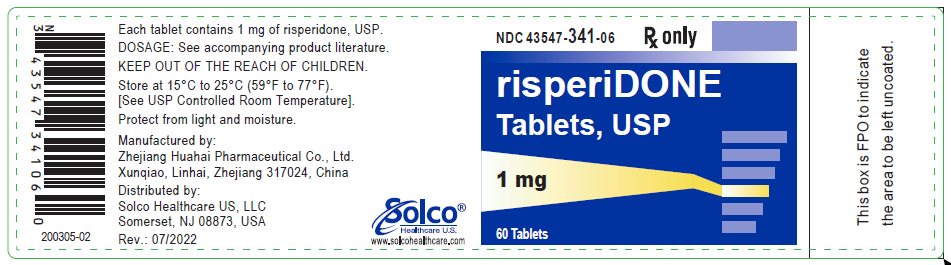 N
3
43547 34106
0
200305-02
Each tablet contains 1 mg of risperidone, USP.
DOSAGE: See accompanying product literature.
KEEP OUT OF THE REACH OF CHILDREN.
Store at 15°C to 25°C (59°F to 77°F).
[See USP Controlled Room Temperature].
Protect from light and moisture.
Manufactured by:
Zhejiang Huahai Pharmaceutical Co., Ltd.
Xunqiao, Linhai, Zhejiang 317024, China
Distributed by:
Solco Healthcare US, LLC
Somerset, NJ 08873, USA
Rev.: 07/2022
Solco®
Healthcare U.S.
www.solcohealthcare.com
NDC 43547-341-06 ℞ only
risperiDONE
Tablets, USP
1 mg
60 Tablets
This box is FPO to indicate
the area to be left uncoated.